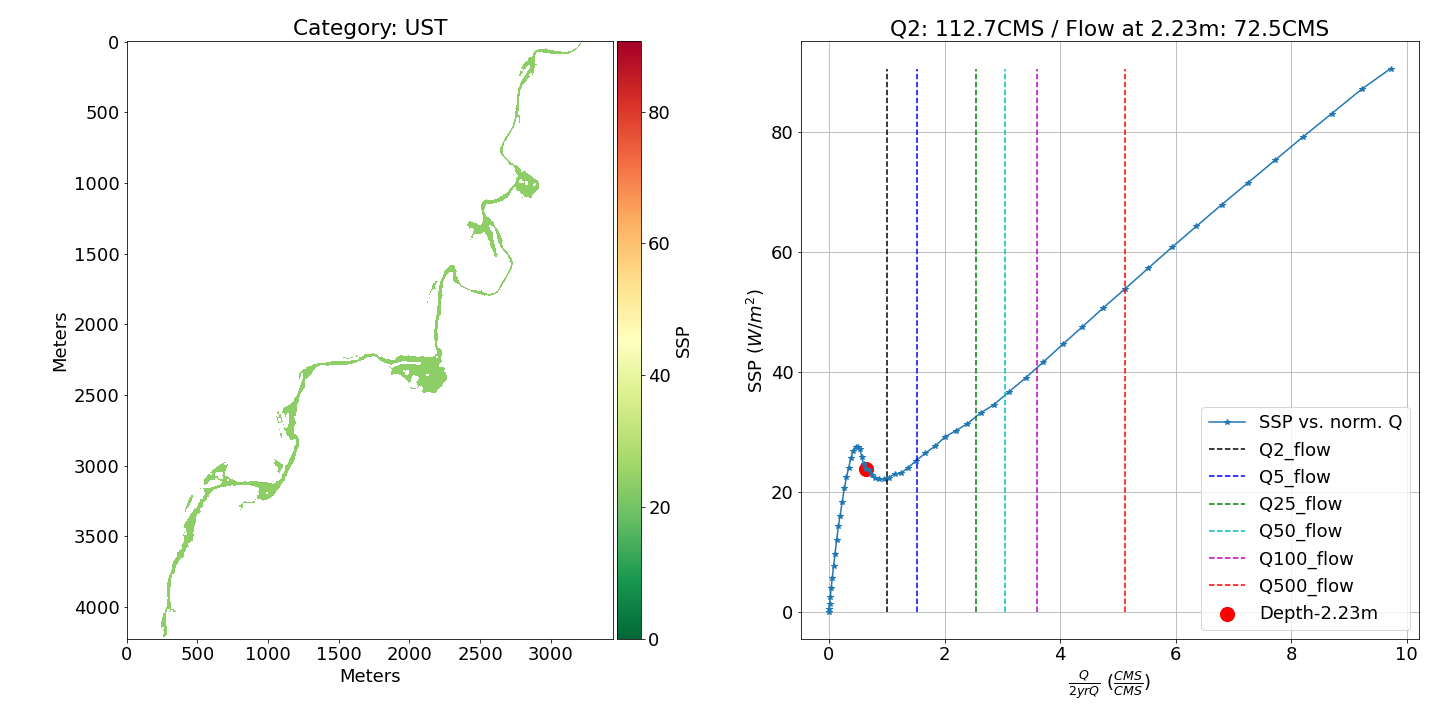 Category: UST
0
500
1000
1500
2000
2500
3000
3500
4000
Meters
0
500
1000
1500
2000
2500
3000
Meters
80
60
40
20
0
SSP
Q2: 112.7CMS / Flow at 2.23m: 72.5CMS
80
60
40
20
0
SSP (W/m²)
SSP vs. norm. Q
Q2_flow
Q5_flow
Q25_flow
Q50_flow
Q100_flow
Q500_flow
Depth-2.23m
0
2
4
6
8
10
Q/2yrQ (CMS/CMS)